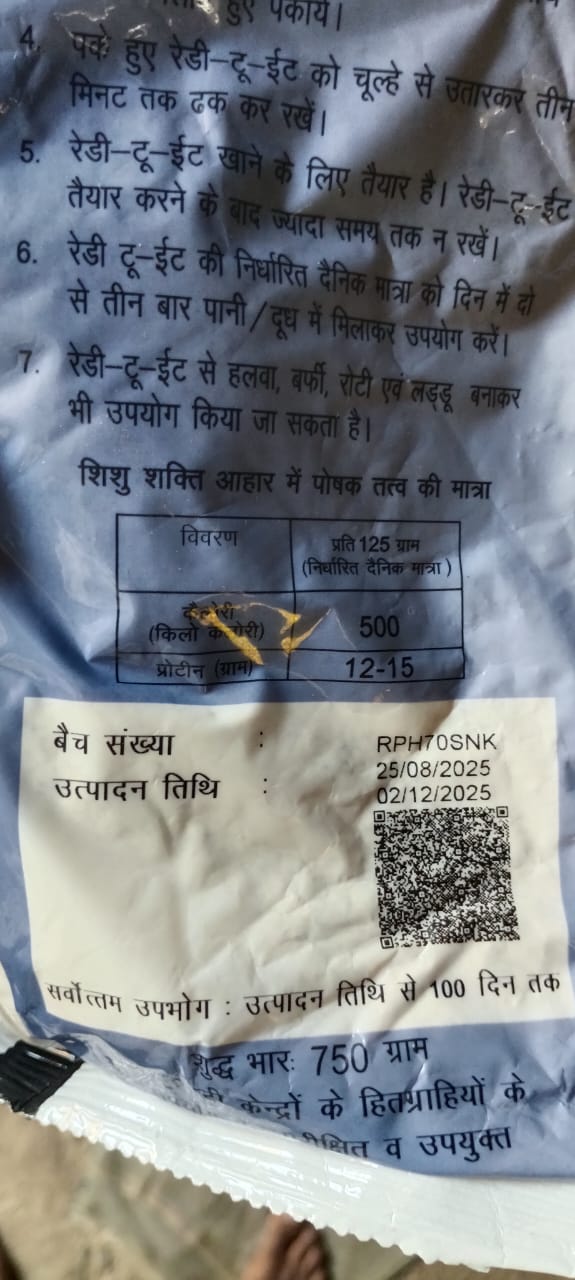 हुए पकायें।
4. पके हुए रेडी–टू–ईट को चूल्हे से उतारकर तीन
मिनट तक ढक कर रखें।
5. रेडी–टू–ईट खाने के लिए तैयार है। रेडी–टू–ईट
तैयार करने के बाद ज्यादा समय तक न रखें।
6. रेडी टू–ईट की निर्धारित दैनिक मात्रा को दिन में दो
से तीन बार पानी/दूध में मिलाकर उपयोग करें।
7. रेडी–टू–ईट से हलवा, बर्फी, रोटी एवं लड्डू बनाकर
भी उपयोग किया जा सकता है।
शिशु शक्ति आहार में पोषक तत्व की मात्रा
विवरण
प्रति 125 ग्राम
(निर्धारित दैनिक मात्रा)
कैलोरी
(किलो कैलोरी)
500
प्रोटीन (ग्राम)
12-15
बैच संख्या : RPH70SNK
25/08/2025
उत्पादन तिथि : 02/12/2025
सर्वोत्तम उपभोग : उत्पादन तिथि से 100 दिन तक
शुद्ध भारः 750 ग्राम
केन्द्रों के हितग्राहियों के
व उपयुक्त